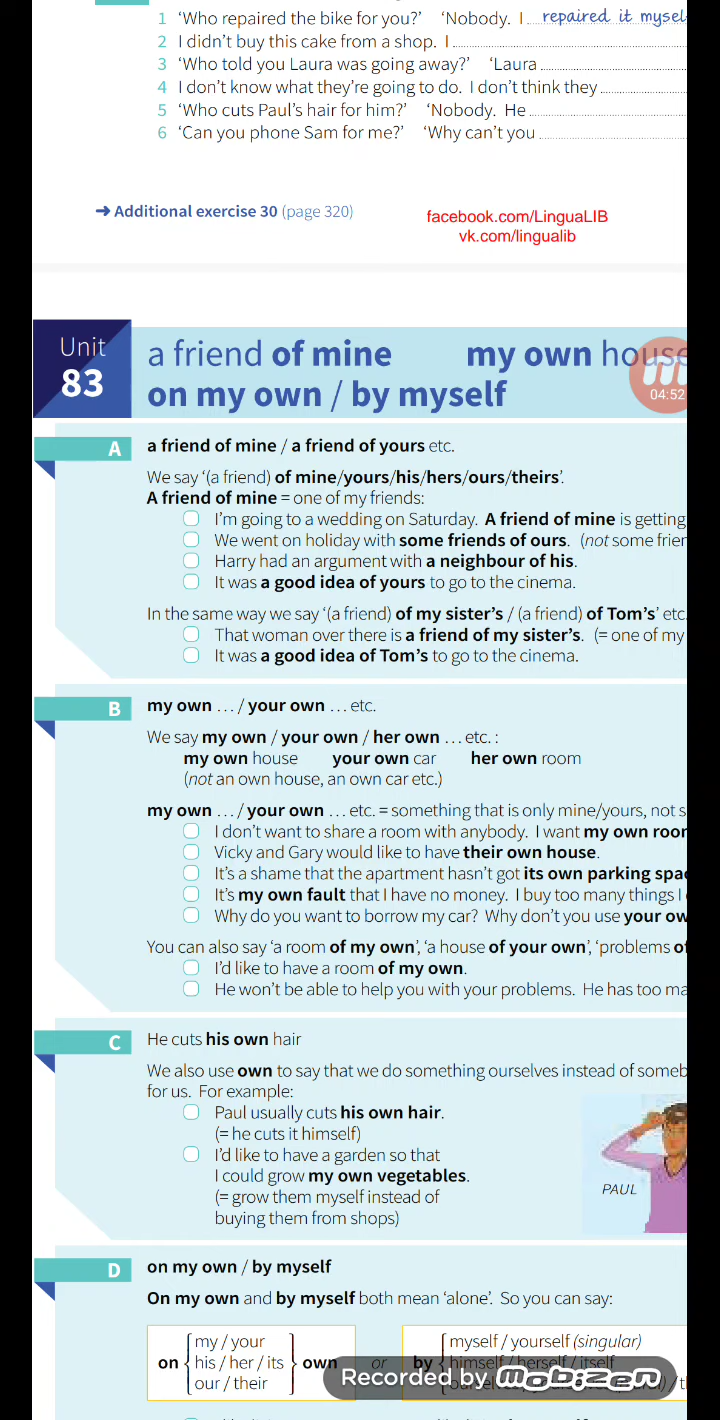 1 ‘Who repaired the bike for you?’ ‘Nobody. I repaired it
2 I didn’t buy this cake from a shop. I
3 ‘Who told you Laura was going away?’ ‘Laura
4 I don’t know what they’re going to do. I don’t think they
5 ‘Who cuts Paul’s hair for him?’ ‘Nobody. He
6 ‘Can you phone Sam for me?’ ‘Why can’t you
➜ Additional exercise 30 (page 320)
facebook.com/LinguaLIB
vk.com/lingualib
Unit
83
a friend of mine my own house
on my own / by myself
04:52
A
a friend of mine / a friend of yours etc.
We say ‘(a friend) of mine/yours/his/hers/ours/theirs’.
A friend of mine = one of my friends:
I’m going to a wedding on Saturday. A friend of mine is getting
We went on holiday with some friends of ours. (not some
Harry had an argument with a neighbour of his.
It was a good idea of yours to go to the cinema.
In the same way we say ‘(a friend) of my sister’s / (a friend) of Tom’s’ etc.
That woman over there is a friend of my sister’s. (= one of my
It was a good idea of Tom’s to go to the cinema.
B
my own … / your own … etc.
We say my own / your own / her own … etc. :
my own house your own car her own room
(not an own house, an own car etc.)
my own … / your own … etc. = something that is only mine/yours, not
I don’t want to share a room with anybody. I want my own
Vicky and Gary would like to have their own house.
It’s a shame that the apartment hasn’t got its own parking
It’s my own fault that I have no money. I buy too many things I
Why do you want to borrow my car? Why don’t you use your
You can also say ‘a room of my own’, ‘a house of your own’, ‘problems
I’d like to have a room of my own.
He won’t be able to help you with your problems. He has too
C
He cuts his own hair
We also use own to say that we do something ourselves instead of
for us. For example:
Paul usually cuts his own hair.
(= he cuts it himself)
I’d like to have a garden so that
I could grow my own vegetables.
(= grow them myself instead of
buying them from shops)
PAUL
D
on my own / by myself
On my own and by myself both mean ‘alone’. So you can say:
on
my / your
his / her / its
our / their
own
or
by
myself / yourself (singular)
himself / herself / itself
Recorded by Mobizen